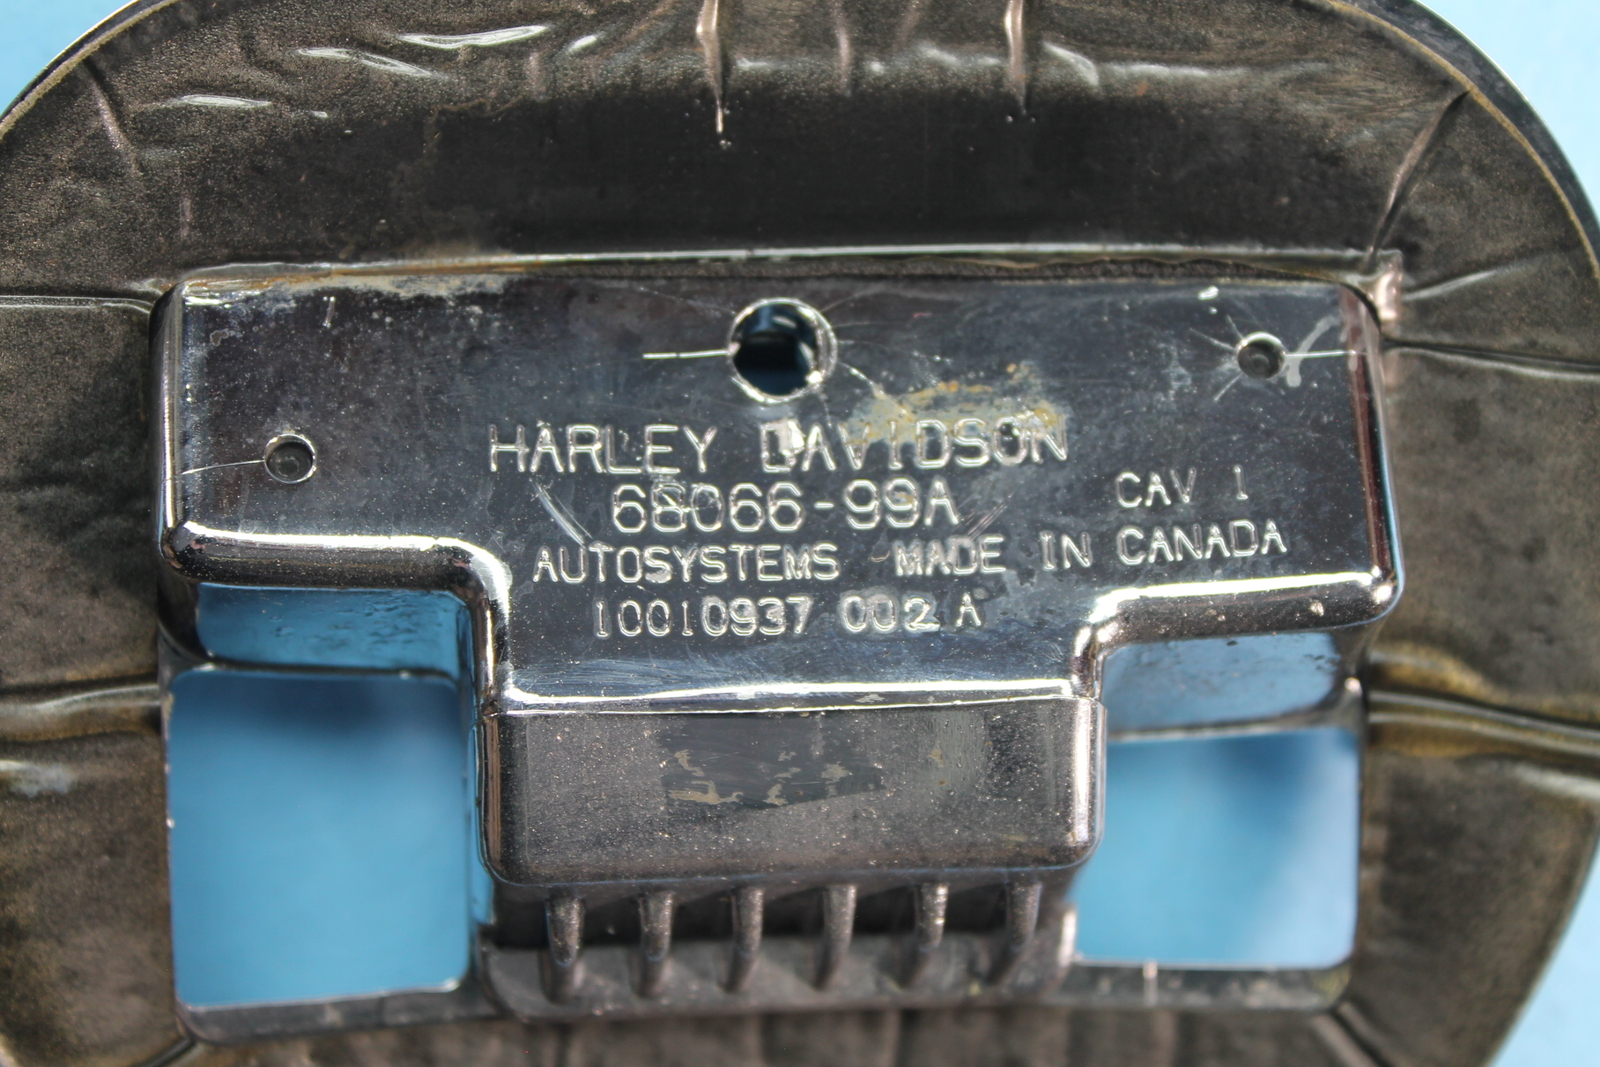 HARLEY DAVIDSON
68066-99A
CAV 1
AUTOSYSTEMS MADE IN CANADA
10010937 002 A